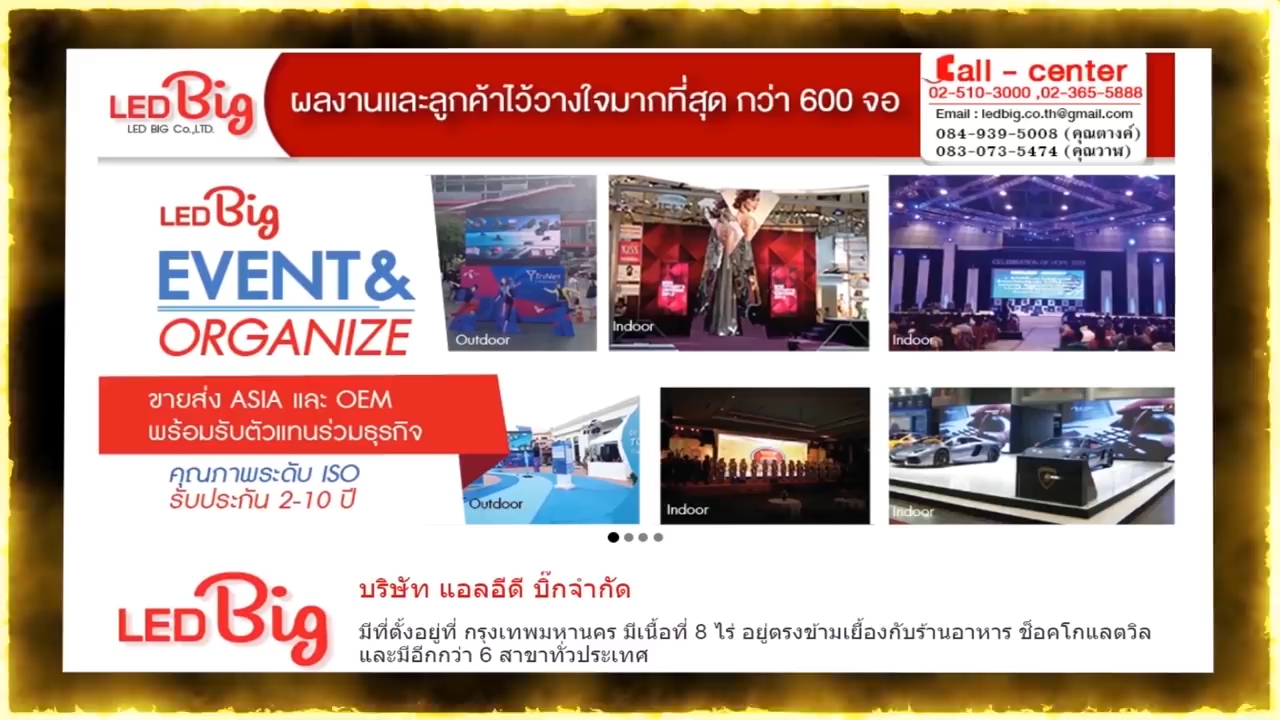 LED Big
LED BIG Co.,LTD.
ผลงานและลูกค้าไว้วางใจมากที่สุด กว่า 600 จอ
Call - center
02-510-3000 ,02-365-5888
Email : ledbig.co.th@gmail.com
084-939-5008 (คุณตางค์)
083-073-5474 (คุณวาฬ)
LED Big
EVENT&
ORGANIZE
Outdoor
Indoor
Indoor
ขายส่ง ASIA และ OEM
พร้อมรับตัวแทนร่วมธุรกิจ
คุณภาพระดับ ISO
รับประกัน 2-10 ปี
Outdoor
Indoor
Indoor
LED Big
บริษัท แอลอีดี บิ๊กจำกัด
มีที่ตั้งอยู่ที่ กรุงเทพมหานคร มีเนื้อที่ 8 ไร่ อยู่ตรงข้ามเยื้องกับร้านอาหาร ช็อคโกแลตวิล
และมีอีกกว่า 6 สาขาทั่วประเทศ